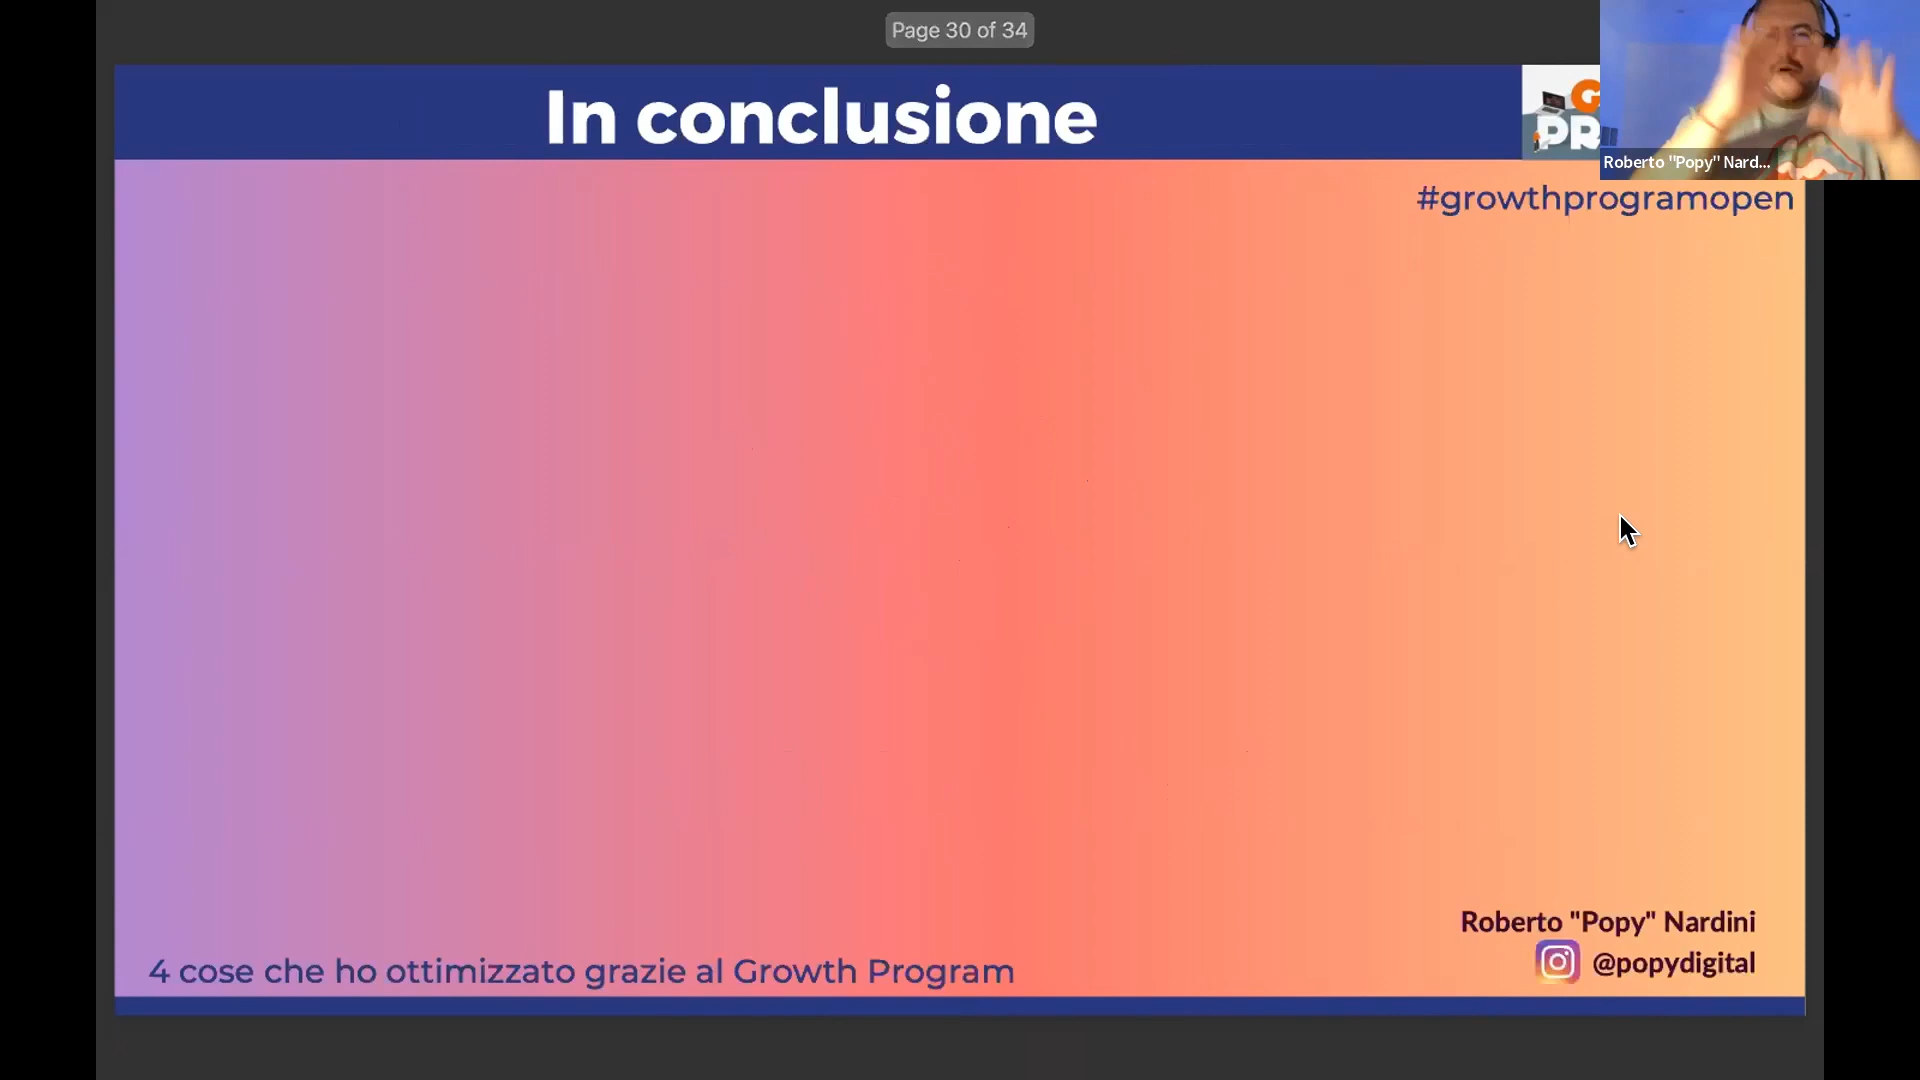 Page 30 of 34
In conclusione
G
PR
Roberto "Popy" Nard...
#growthprogramopen
Roberto "Popy" Nardini
@popydigital
4 cose che ho ottimizzato grazie al Growth Program